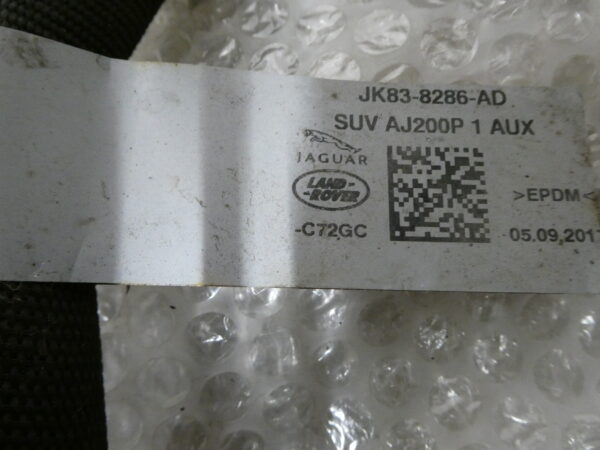 JK83-8286-AD
SUV AJ200P 1 AUX
JAGUAR
LAND-
-ROVER
>EPDM<
-C72GC
05.09,2017